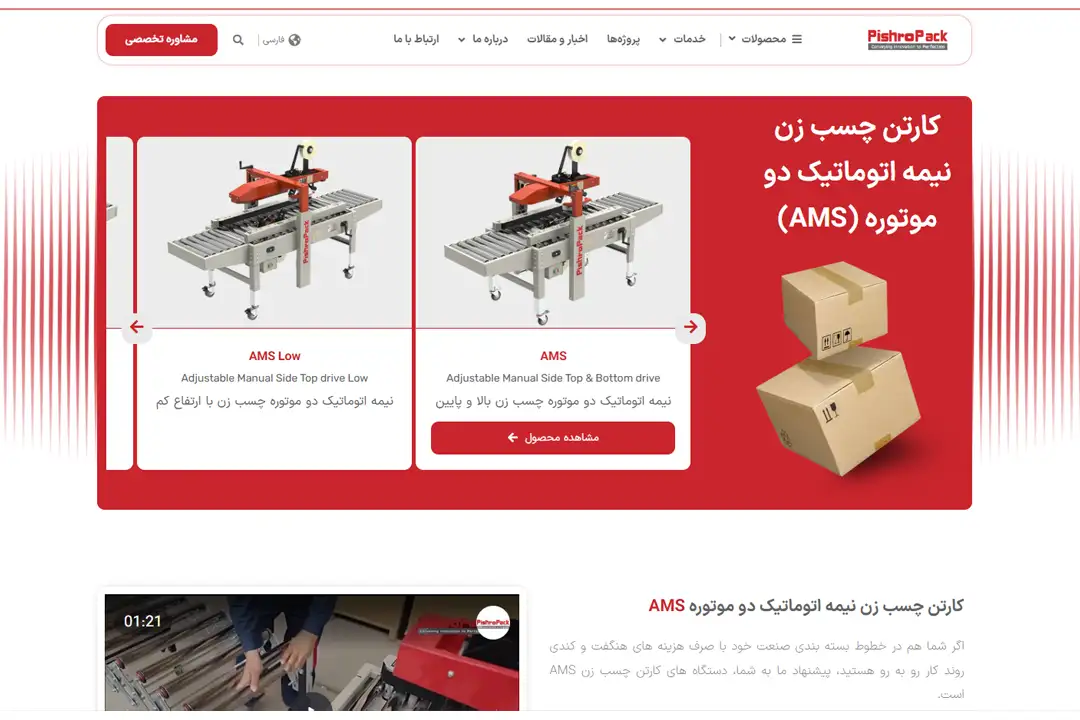 PishroPack
Conveying Innovation to Perfection
محصولات
خدمات
پروژه‌ها
اخبار و مقالات
درباره ما
ارتباط با ما
فارسی
مشاوره تخصصی
کارتن چسب زن
نیمه اتوماتیک دو
موتوره (AMS)
PishroPack
AMS
Adjustable Manual Side Top & Bottom drive
نیمه اتوماتیک دو موتوره چسب زن بالا و پایین
مشاهده محصول
PishroPack
AMS Low
Adjustable Manual Side Top drive Low
نیمه اتوماتیک دو موتوره چسب زن با ارتفاع کم
کارتن چسب زن نیمه اتوماتیک دو موتوره AMS
اگر شما هم در خطوط بسته بندی صنعت خود با صرف هزینه های هنگفت و کندی
روند کار رو به رو هستید، پیشنهاد ما به شما، دستگاه های کارتن چسب زن AMS
است.
01:21
PishroPack